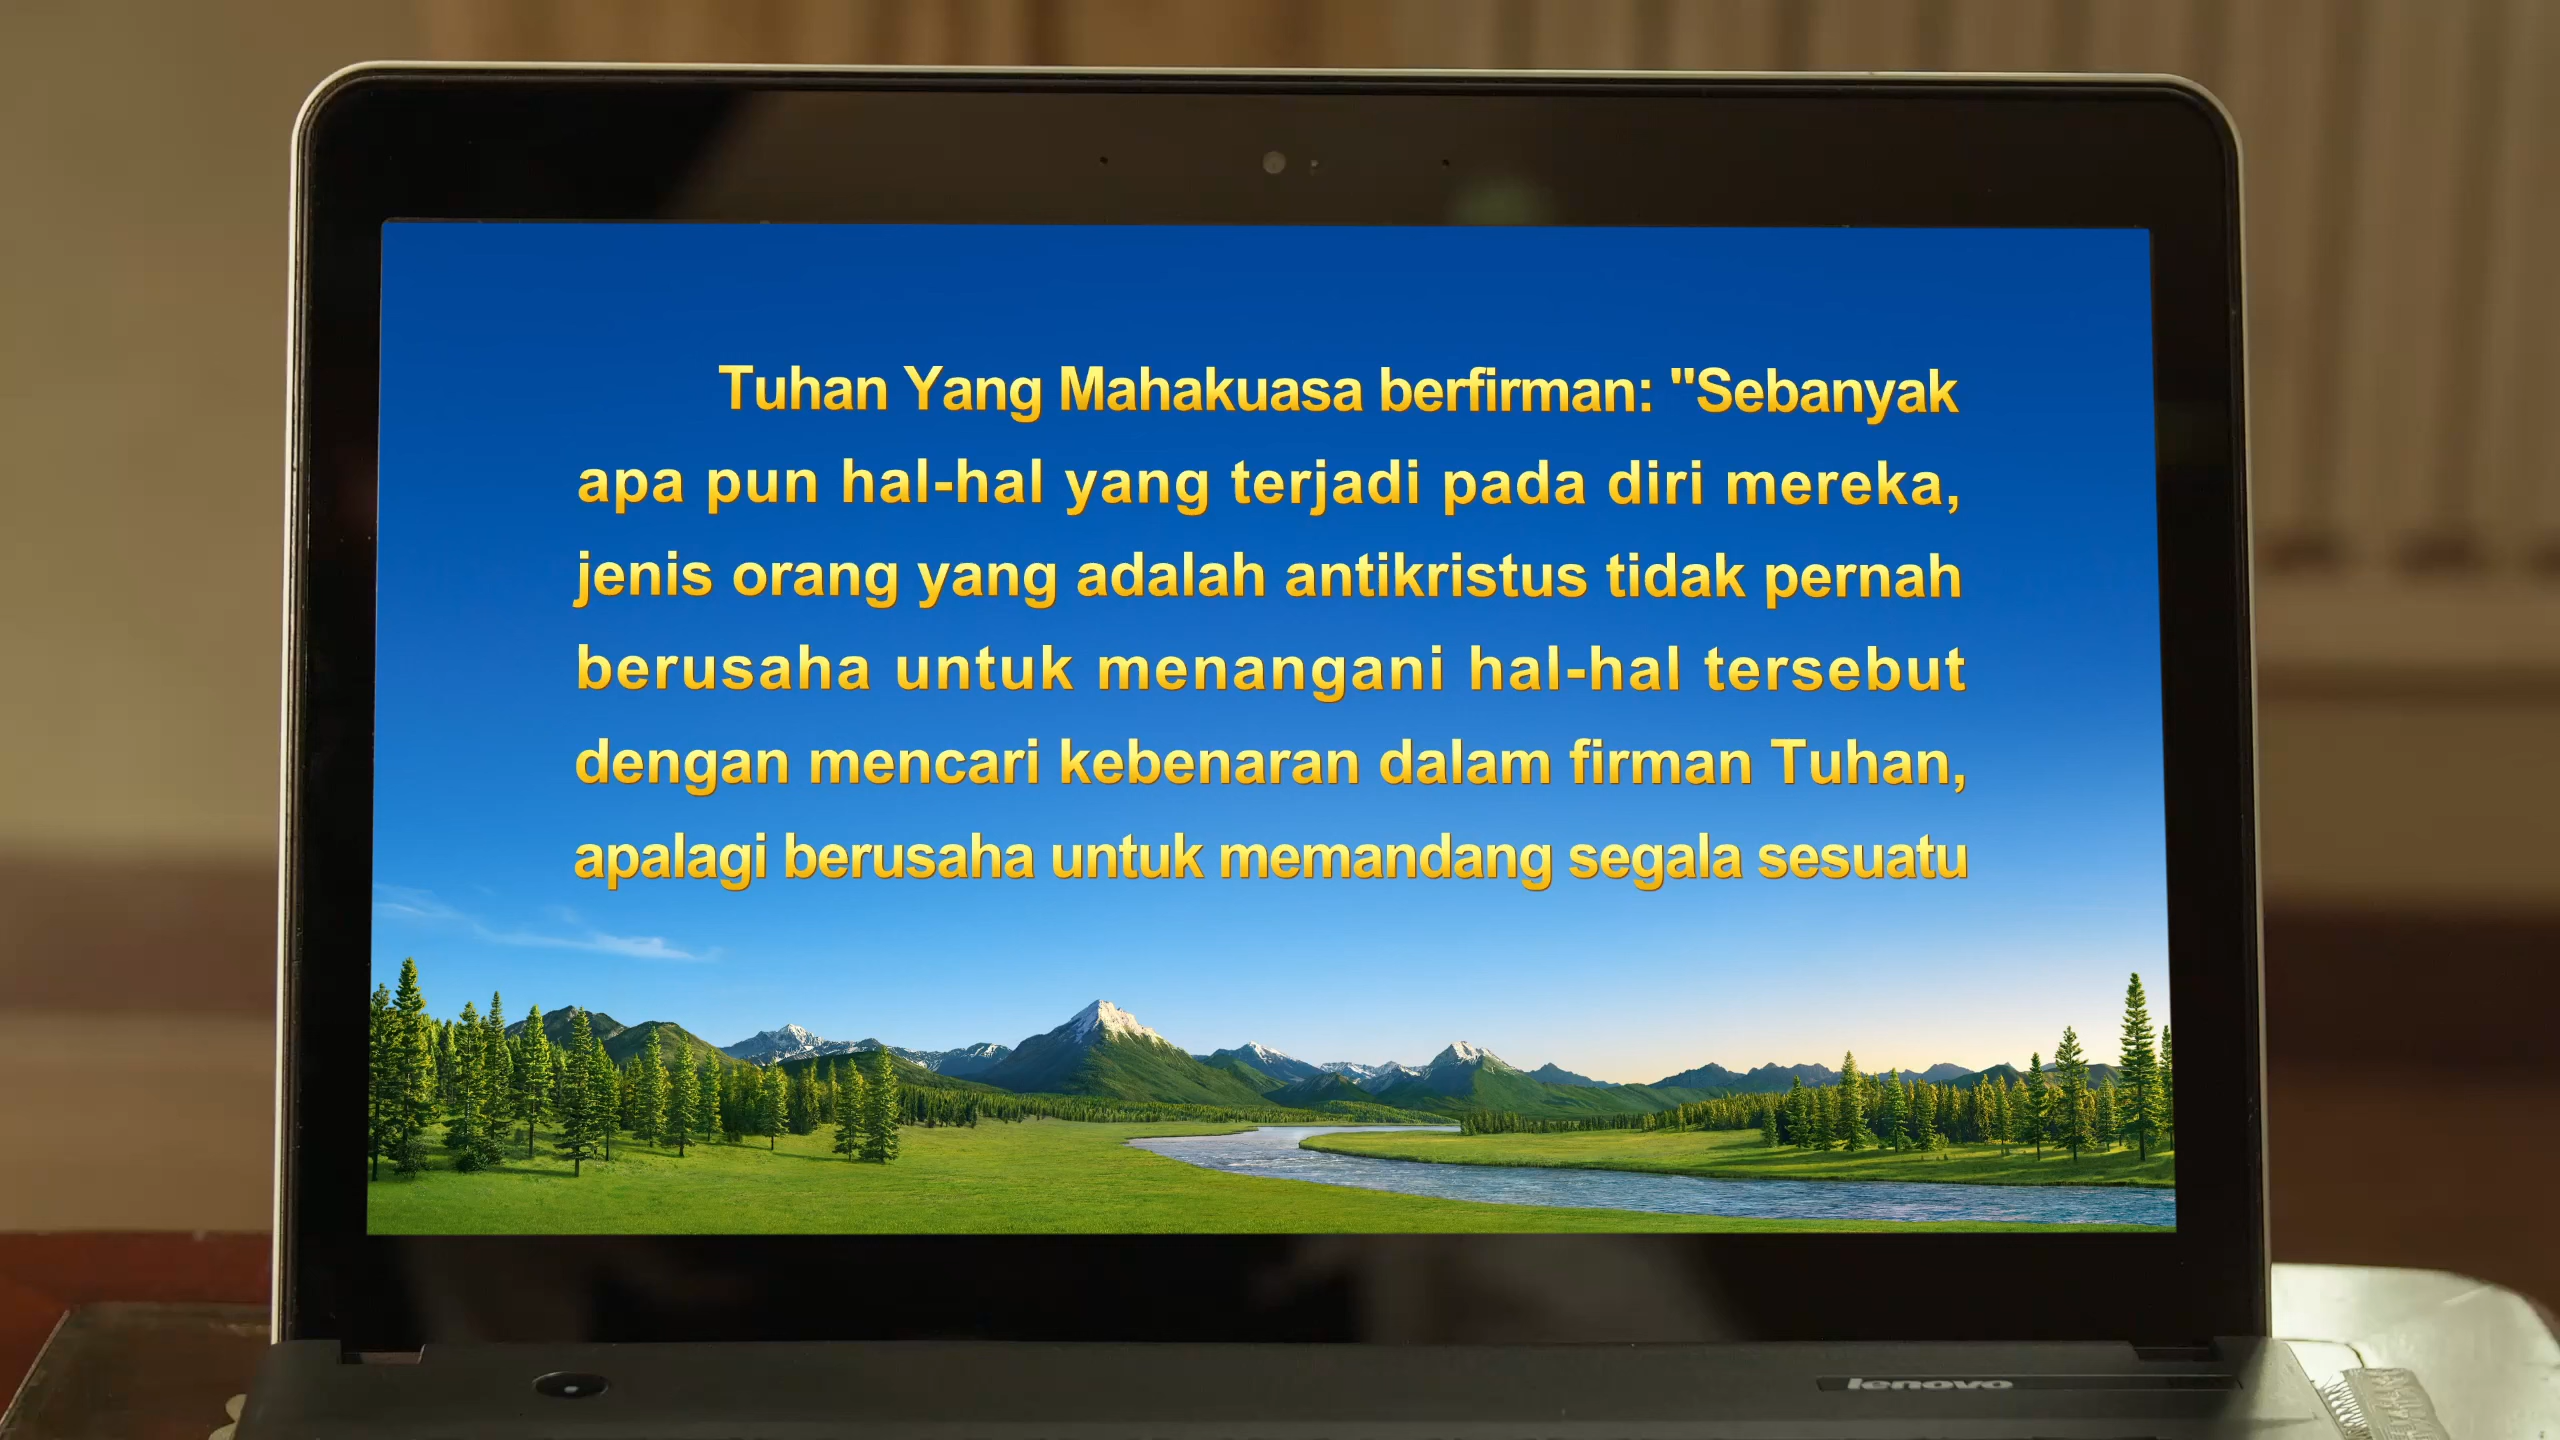 Tuhan Yang Mahakuasa berfirman: "Sebanyak
apa pun hal-hal yang terjadi pada diri mereka,
jenis orang yang adalah antikristus tidak pernah
berusaha untuk menangani hal-hal tersebut
dengan mencari kebenaran dalam firman Tuhan,
apalagi berusaha untuk memandang segala sesuatu
lenovo